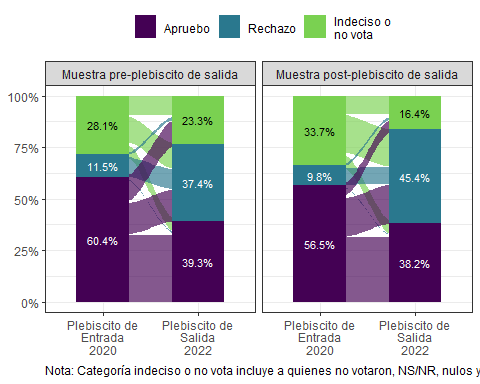 Apruebo
Rechazo
Indeciso o
no vota
Muestra pre-plebiscito de salida
Muestra post-plebiscito de salida
100%
75%
50%
25%
0%
28.1%
11.5%
60.4%
23.3%
37.4%
39.3%
33.7%
9.8%
56.5%
16.4%
45.4%
38.2%
Plebiscito de
Entrada
2020
Plebiscito de
Salida
2022
Plebiscito de
Entrada
2020
Plebiscito de
Salida
2022
Nota: Categoría indeciso o no vota incluye a quienes no votaron, NS/NR, nulos y